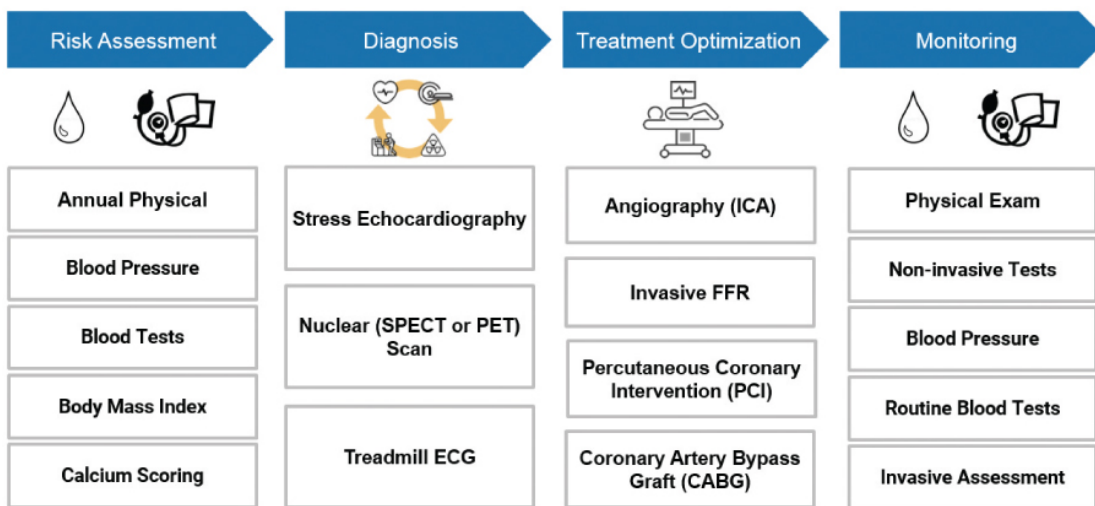 Risk Assessment
Diagnosis
Treatment Optimization
Monitoring
Annual Physical
Blood Pressure
Blood Tests
Body Mass Index
Calcium Scoring
Stress Echocardiography
Nuclear (SPECT or PET)
Scan
Treadmill ECG
Angiography (ICA)
Invasive FFR
Percutaneous Coronary
Intervention (PCI)
Coronary Artery Bypass
Graft (CABG)
Physical Exam
Non-invasive Tests
Blood Pressure
Routine Blood Tests
Invasive Assessment